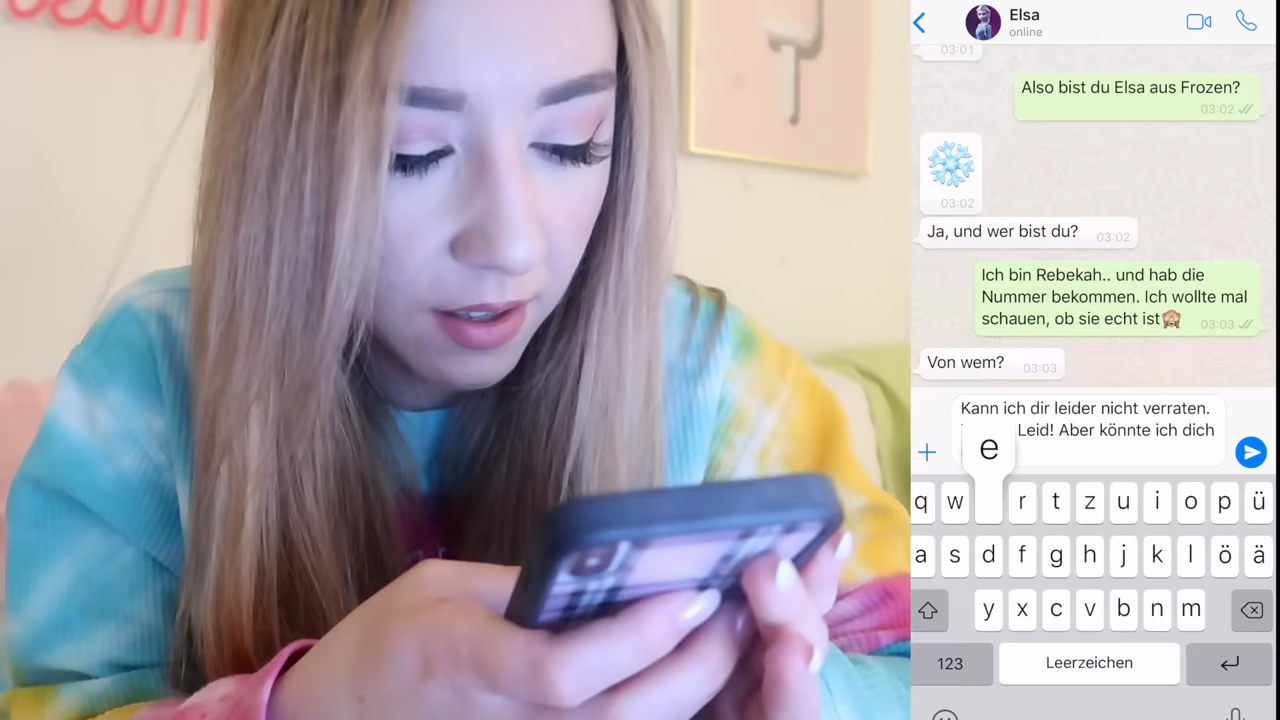 Elsa
online
03:01
Also bist du Elsa aus Frozen?
03:02
03:02
Ja, und wer bist du?
03:03
Ich bin Rebekah.. und hab die
Nummer bekommen. Ich wollte mal
schauen, ob sie echt ist🙈
03:03
Von wem?
03:03
Kann ich dir leider nicht verraten.
Leid! Aber könnte ich dich
e
q w r t z u i o p ü
a s d f g h j k l ö ä
y x c v b n m
123 Leerzeichen